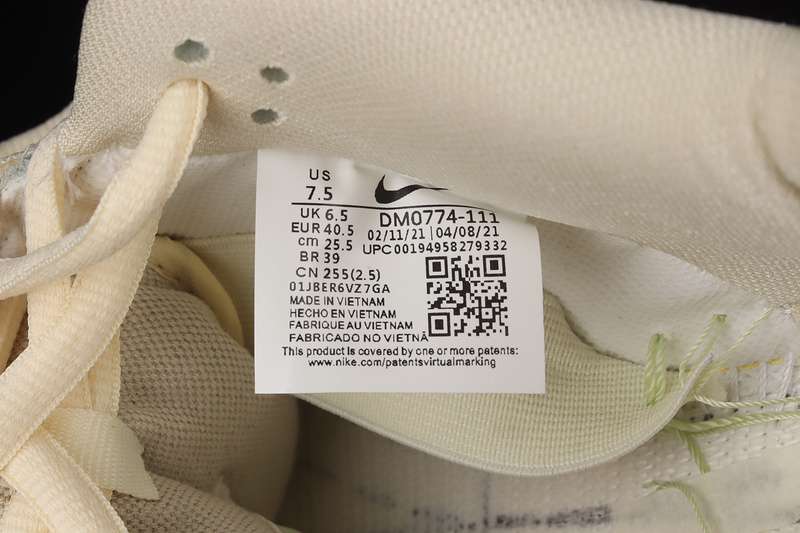 US
7.5
UK 6.5
EUR 40.5
cm 25.5
BR 39
CN 255(2.5)
DM0774-111
02/11/21 | 04/08/21
UPC00194958279332
01JBER6VZ7GA
MADE IN VIETNAM
HECHO EN VIETNAM
FABRIQUE AU VIETNAM
FABRICADO NO VIETNÃ
This product is covered by one or more patents:
www.nike.com/patentsvirtualmarking